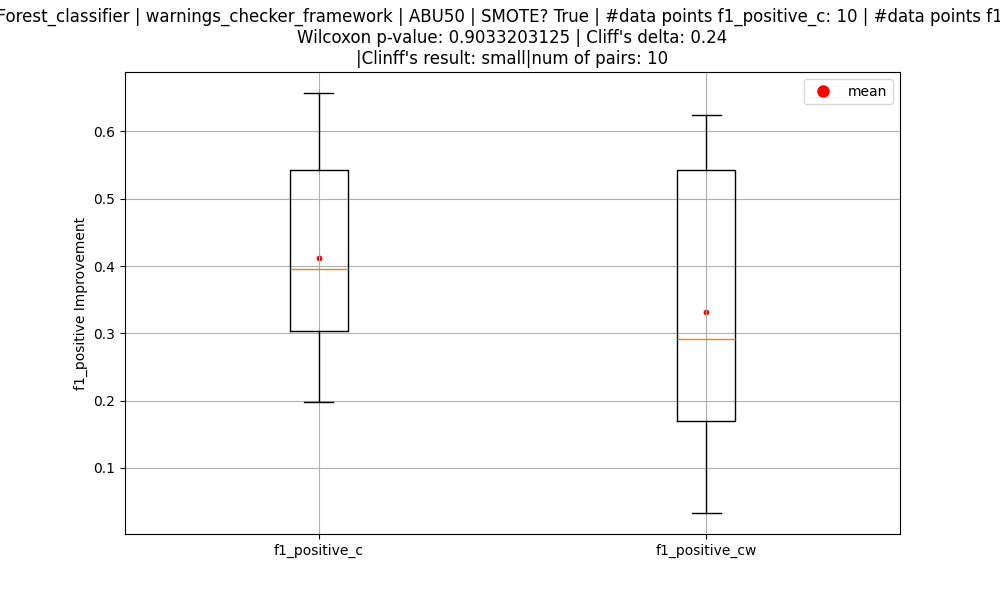 Forest_classifier | warnings_checker_framework | ABU50 | SMOTE? True | #data points f1_positive_c: 10 | #data points f1
Wilcoxon p-value: 0.9033203125 | Cliff's delta: 0.24
|Clinff's result: small|num of pairs: 10
mean
0.6
0.5
0.4
0.3
0.2
0.1
f1_positive Improvement
f1_positive_c
f1_positive_cw